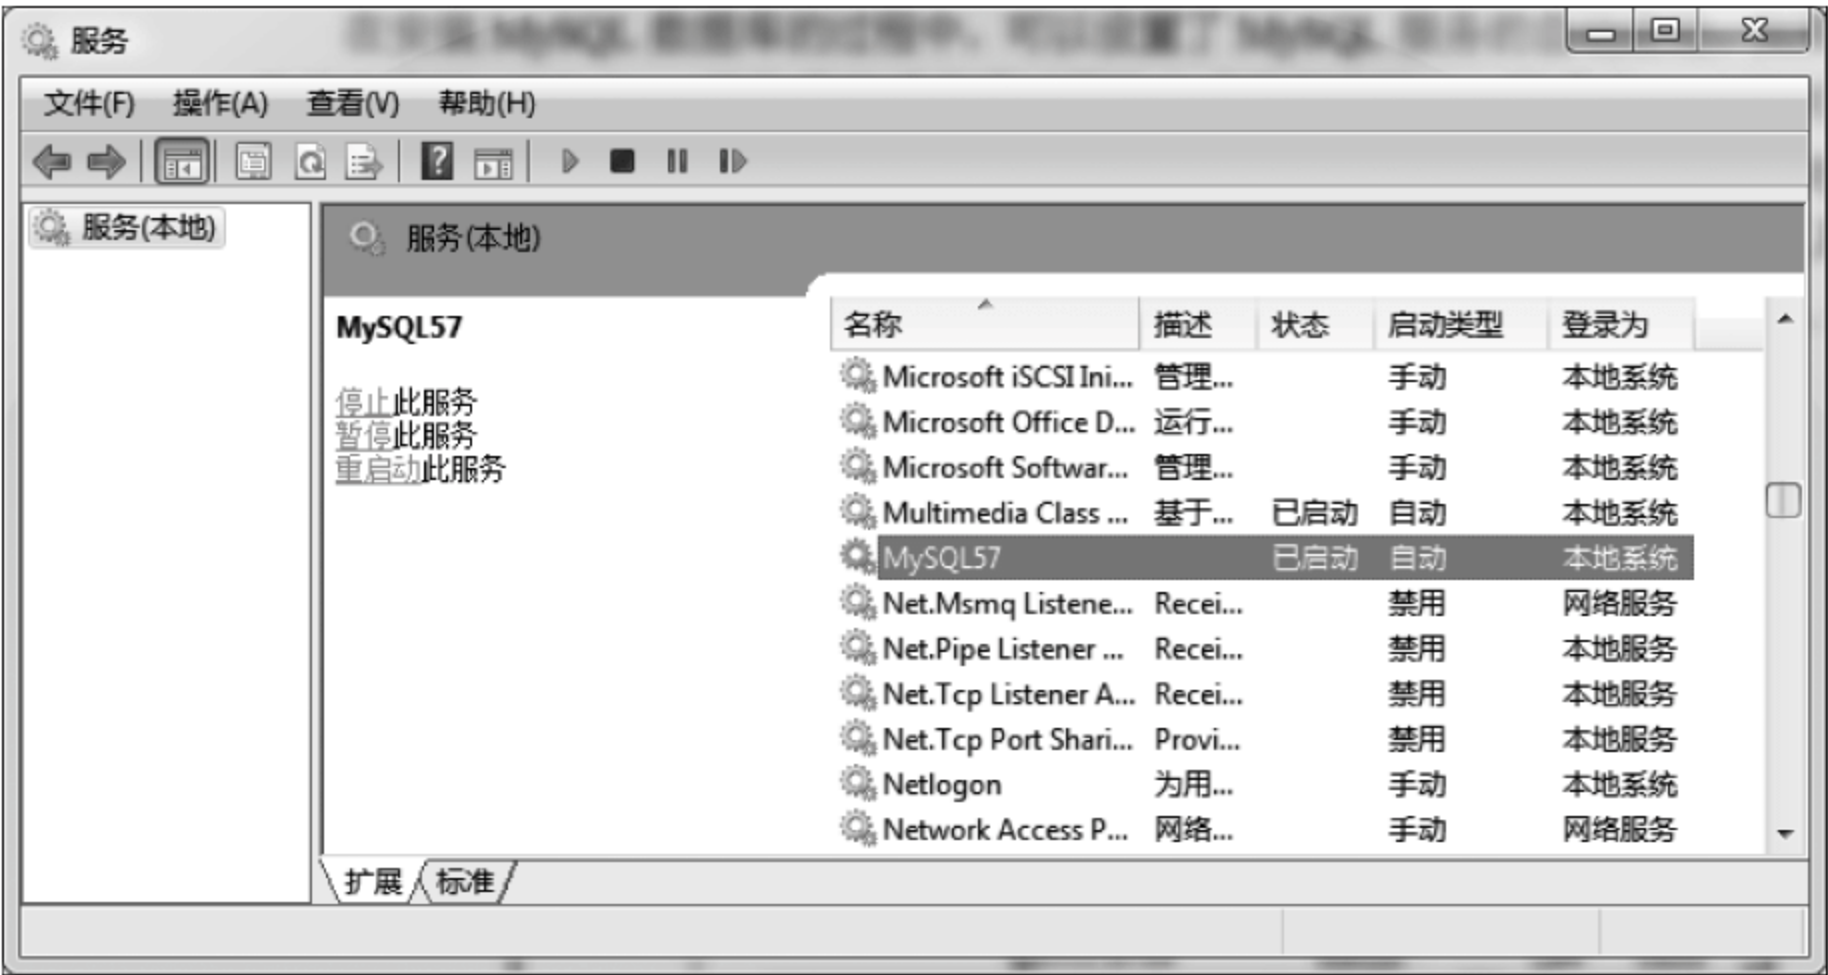 服务
文件(F) 操作(A) 查看(V) 帮助(H)
服务(本地)
服务(本地)
MySQL57
停止此服务
暂停此服务
重启动此服务
名称 描述 状态 启动类型 登录为
Microsoft iSCSI Ini... 管理... 手动 本地系统
Microsoft Office D... 运行... 手动 本地系统
Microsoft Softwar... 管理... 手动 本地系统
Multimedia Class ... 基于... 已启动 自动 本地系统
MySQL57 已启动 自动 本地系统
Net.Msmq Listene... Recei... 禁用 网络服务
Net.Pipe Listener ... Recei... 禁用 本地服务
Net.Tcp Listener A... Recei... 禁用 本地服务
Net.Tcp Port Shari... Provi... 禁用 本地服务
Netlogon 为用... 手动 本地系统
Network Access P... 网络... 手动 网络服务
扩展 标准